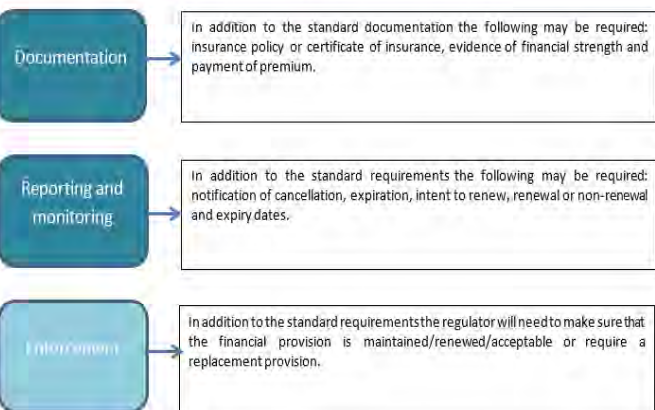 Documentation
In addition to the standard documentation the following may be required:
insurance policy or certificate of insurance, evidence of financial strength and
payment of premium.
Reporting and
monitoring
In addition to the standard requirements the following may be required:
notification of cancellation, expiration, intent to renew, renewal or non-renewal
and expiry dates.
Enforcement
In addition to the standard requirements the regulator will need to make sure that
the financial provision is maintained/renewed/acceptable or require a
replacement provision.